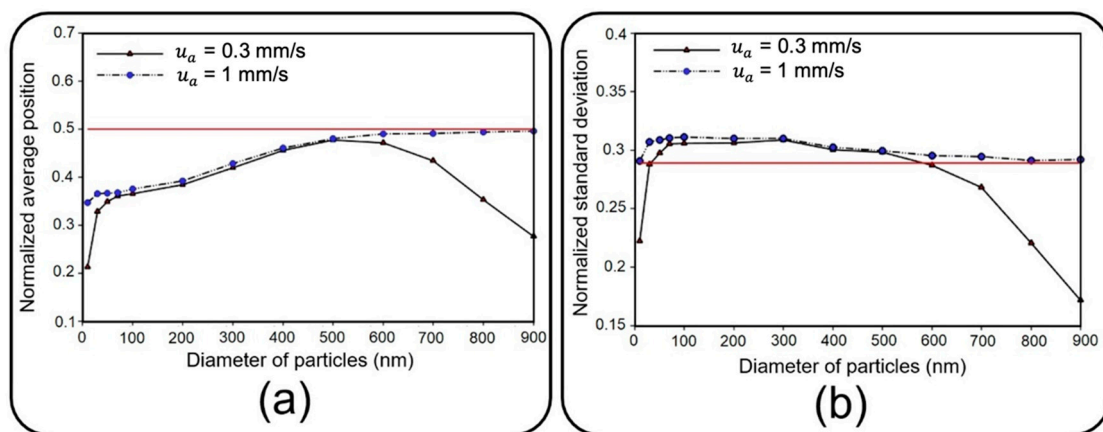 Normalized average position
0.7
0.6
0.5
0.4
0.3
0.2
0.1
u_a = 0.3 mm/s
u_a = 1 mm/s
0 100 200 300 400 500 600 700 800 900
Diameter of particles (nm)
(a)
Normalized standard deviation
0.4
0.35
0.3
0.25
0.2
0.15
u_a = 0.3 mm/s
u_a = 1 mm/s
0 100 200 300 400 500 600 700 800 900
Diameter of particles (nm)
(b)